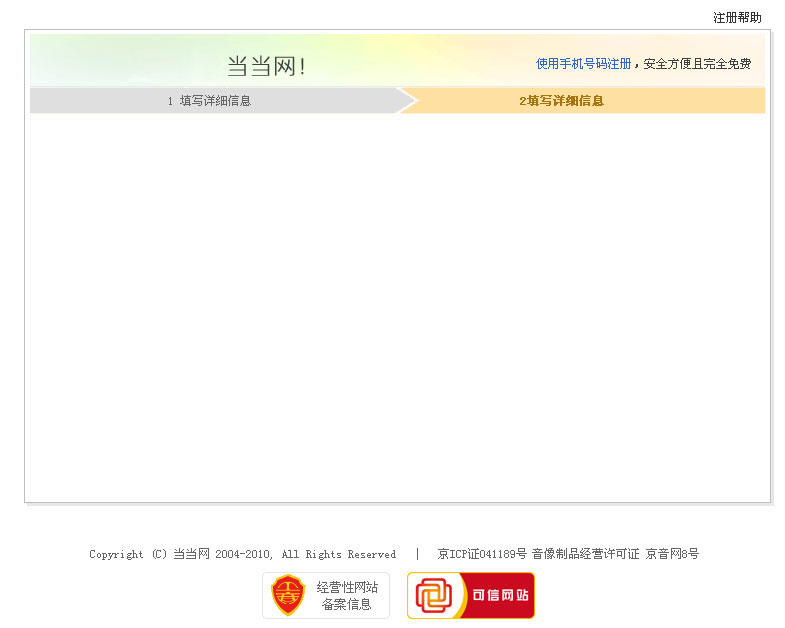 注册帮助
当当网!
使用手机号码注册，安全方便且完全免费
1 填写详细信息
2填写详细信息
Copyright (C) 当当网 2004-2010, All Rights Reserved | 京ICP证041189号 音像制品经营许可证 京音网8号
经营性网站
备案信息
可信网站